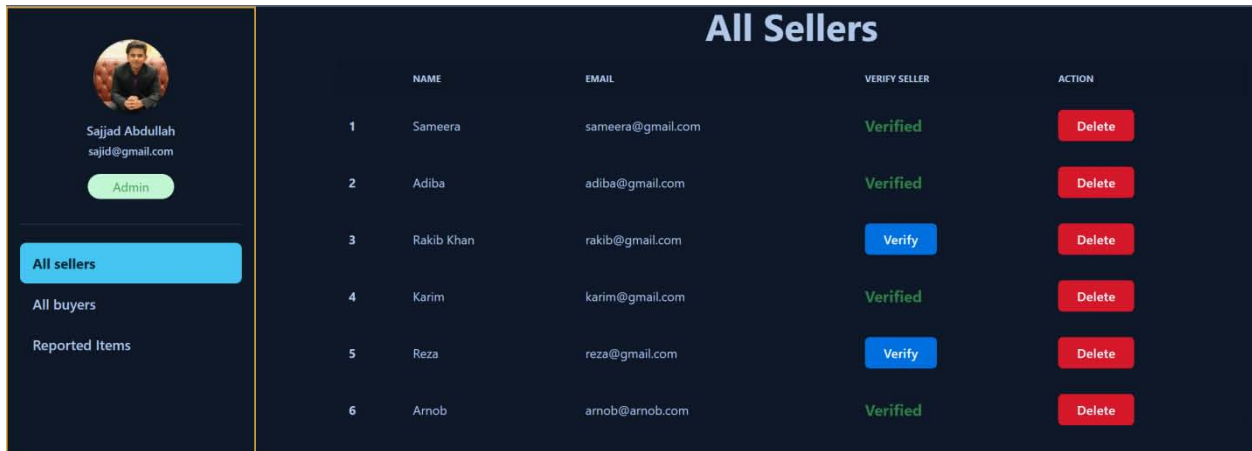 All Sellers
Sajjad Abdullah
sajid@gmail.com
Admin
All sellers
All buyers
Reported Items
NAME EMAIL VERIFY SELLER ACTION
1 Sameera sameera@gmail.com Verified Delete
2 Adiba adiba@gmail.com Verified Delete
3 Rakib Khan rakib@gmail.com Verify Delete
4 Karim karim@gmail.com Verified Delete
5 Reza reza@gmail.com Verify Delete
6 Arnob arnob@arnob.com Verified Delete